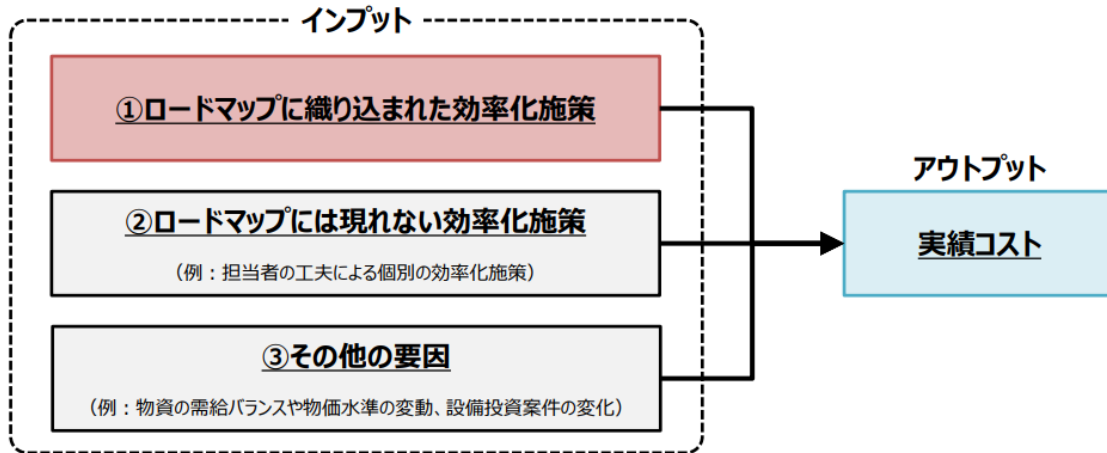 インプット
①ロードマップに織り込まれた効率化施策
②ロードマップには現れない効率化施策
（例：担当者の工夫による個別の効率化施策）
③その他の要因
（例：物資の需給バランスや物価水準の変動、設備投資案件の変化）
アウトプット
実績コスト